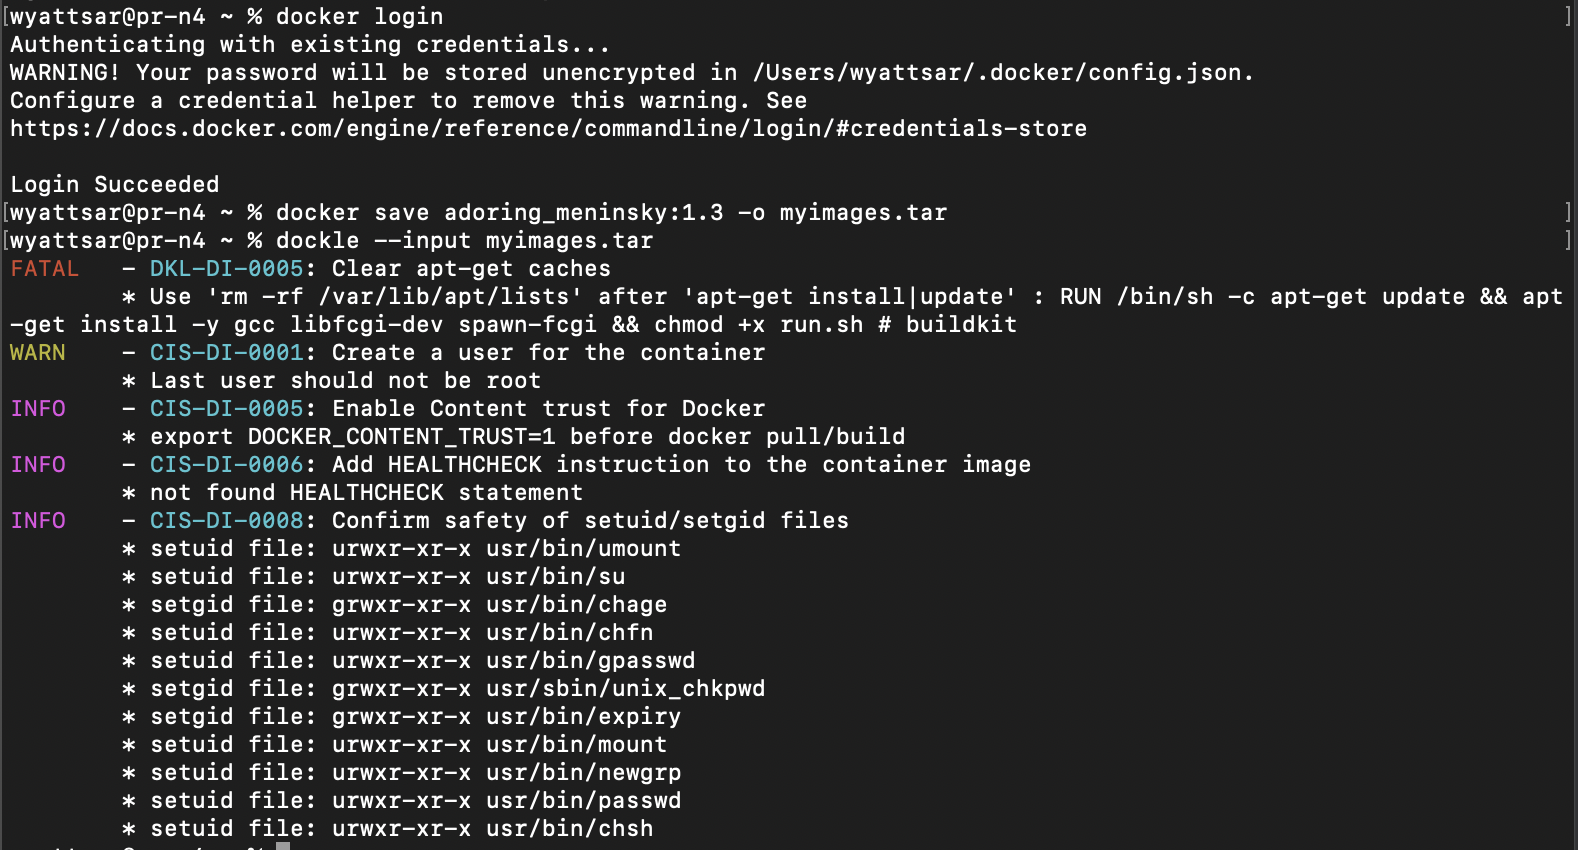 [wyattsar@pr-n4 ~ % docker login ]
Authenticating with existing credentials...
WARNING! Your password will be stored unencrypted in /Users/wyattsar/.docker/config.json.
Configure a credential helper to remove this warning. See
https://docs.docker.com/engine/reference/commandline/login/#credentials-store
Login Succeeded
[wyattsar@pr-n4 ~ % docker save adoring_meninsky:1.3 -o myimages.tar ]
[wyattsar@pr-n4 ~ % dockle --input myimages.tar ]
FATAL - DKL-DI-0005: Clear apt-get caches
* Use 'rm -rf /var/lib/apt/lists' after 'apt-get install|update' : RUN /bin/sh -c apt-get update && apt
-get install -y gcc libfcgi-dev spawn-fcgi && chmod +x run.sh # buildkit
WARN - CIS-DI-0001: Create a user for the container
* Last user should not be root
INFO - CIS-DI-0005: Enable Content trust for Docker
* export DOCKER_CONTENT_TRUST=1 before docker pull/build
INFO - CIS-DI-0006: Add HEALTHCHECK instruction to the container image
* not found HEALTHCHECK statement
INFO - CIS-DI-0008: Confirm safety of setuid/setgid files
* setuid file: urwxr-xr-x usr/bin/umount
* setuid file: urwxr-xr-x usr/bin/su
* setgid file: grwxr-xr-x usr/bin/chage
* setuid file: urwxr-xr-x usr/bin/chfn
* setuid file: urwxr-xr-x usr/bin/gpasswd
* setgid file: grwxr-xr-x usr/sbin/unix_chkpwd
* setgid file: grwxr-xr-x usr/bin/expiry
* setuid file: urwxr-xr-x usr/bin/mount
* setuid file: urwxr-xr-x usr/bin/newgrp
* setuid file: urwxr-xr-x usr/bin/passwd
* setuid file: urwxr-xr-x usr/bin/chsh